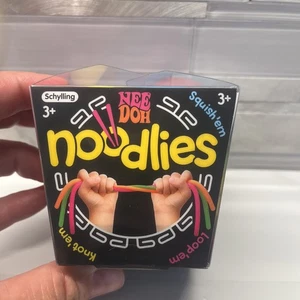 Schylling
3+
NEE
DOH
3+
Squish'em
noodlies
Knot'em
Loop'em